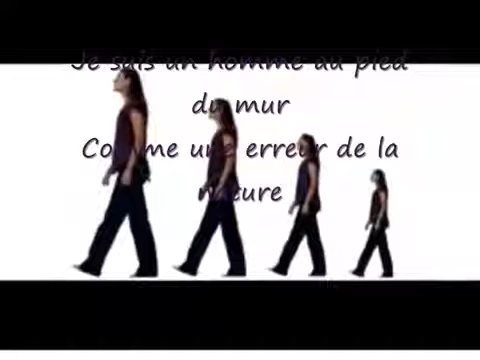 Je suis un homme au pied
du mur
Comme une erreur de la
nature